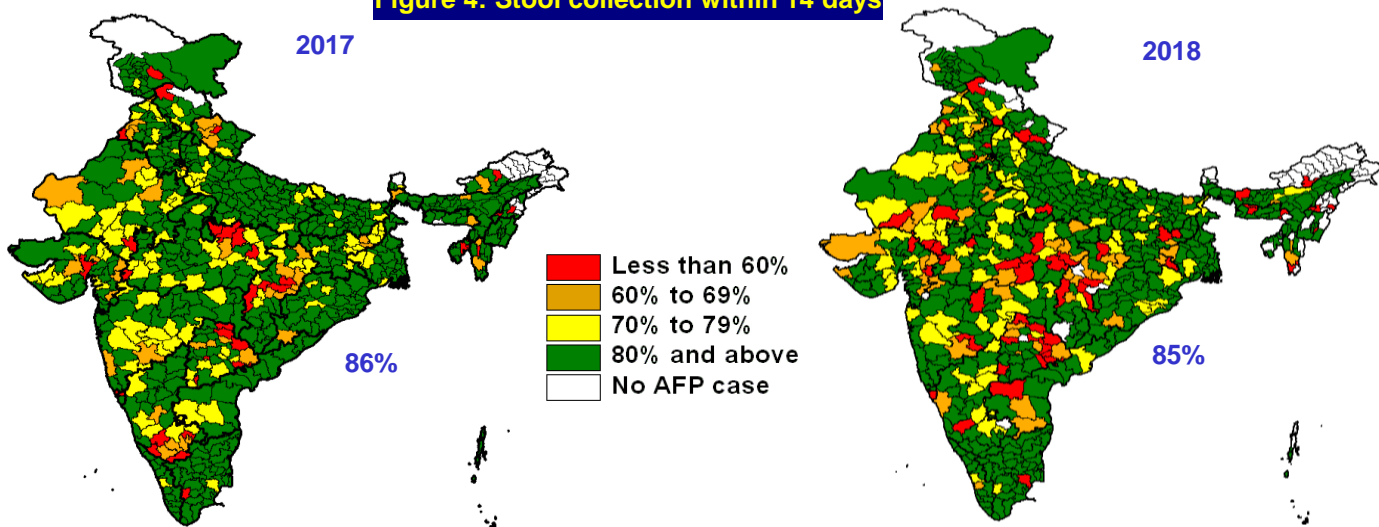 Figure 4: Stool collection within 14 days
2017
2018
Less than 60%
60% to 69%
70% to 79%
80% and above
No AFP case
86%
85%